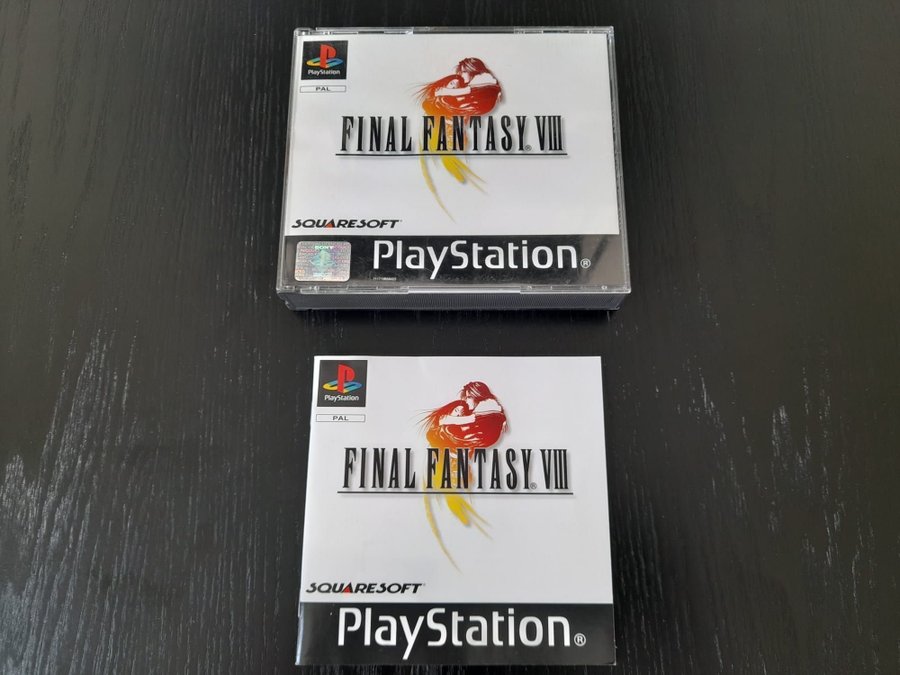 PlayStation
PAL
FINAL FANTASY® VIII
SQUARESOFT®
SONY
PlayStation®
PlayStation
PAL
FINAL FANTASY® VIII
SQUARESOFT®
PlayStation®